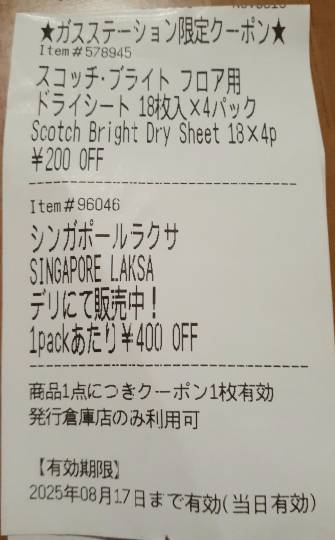 ★ガスステーション限定クーポン★
Item#578945
スコッチ・ブライト フロア用
ドライシート 18枚入×4パック
Scotch Bright Dry Sheet 18×4p
￥200 OFF
Item#96046
シンガポールラクサ
SINGAPORE LAKSA
デリにて販売中！
1packあたり￥400 OFF
商品1点につきクーポン1枚有効
発行倉庫店のみ利用可
【有効期限】
2025年08月17日まで有効(当日有効)